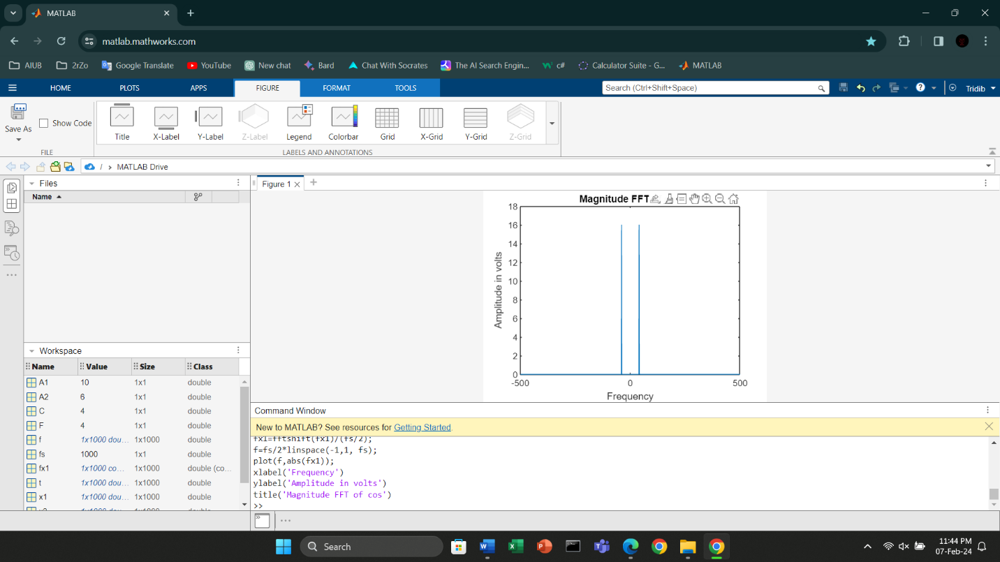 MATLAB
matlab.mathworks.com
AIUB
2rZo
Google Translate
YouTube
New chat
Bard
Chat With Socrates
The AI Search Engin...
c#
Calculator Suite - G...
MATLAB
HOME
PLOTS
APPS
FIGURE
FORMAT
TOOLS
Search (Ctrl+Shift+Space)
Tridib
Save As
Show Code
FILE
Title
X-Label
Y-Label
Z-Label
Legend
Colorbar
Grid
X-Grid
Y-Grid
Z-Grid
LABELS AND ANNOTATIONS
/ > MATLAB Drive
Files
Name
Figure 1
Magnitude FFT
18
16
14
12
10
8
6
4
2
0
-500
0
500
Amplitude in volts
Frequency
Workspace
Name Value Size Class
A1 10 1x1 double
A2 6 1x1 double
C 4 1x1 double
F 4 1x1 double
f 1x1000 dou... 1x1000 double
fs 1000 1x1 double
fx1 1x1000 co... 1x1000 double (co...
t 1x1000 dou... 1x1000 double
x1 1x1000 dou... 1x1000 double
Command Window
New to MATLAB? See resources for Getting Started.
fx1=fftshift(fx1)/(fs/2);
f=fs/2*linspace(-1,1, fs);
plot(f,abs(fx1));
xlabel('Frequency')
ylabel('Amplitude in volts')
title('Magnitude FFT of cos')
>>
Search
11:44 PM
07-Feb-24